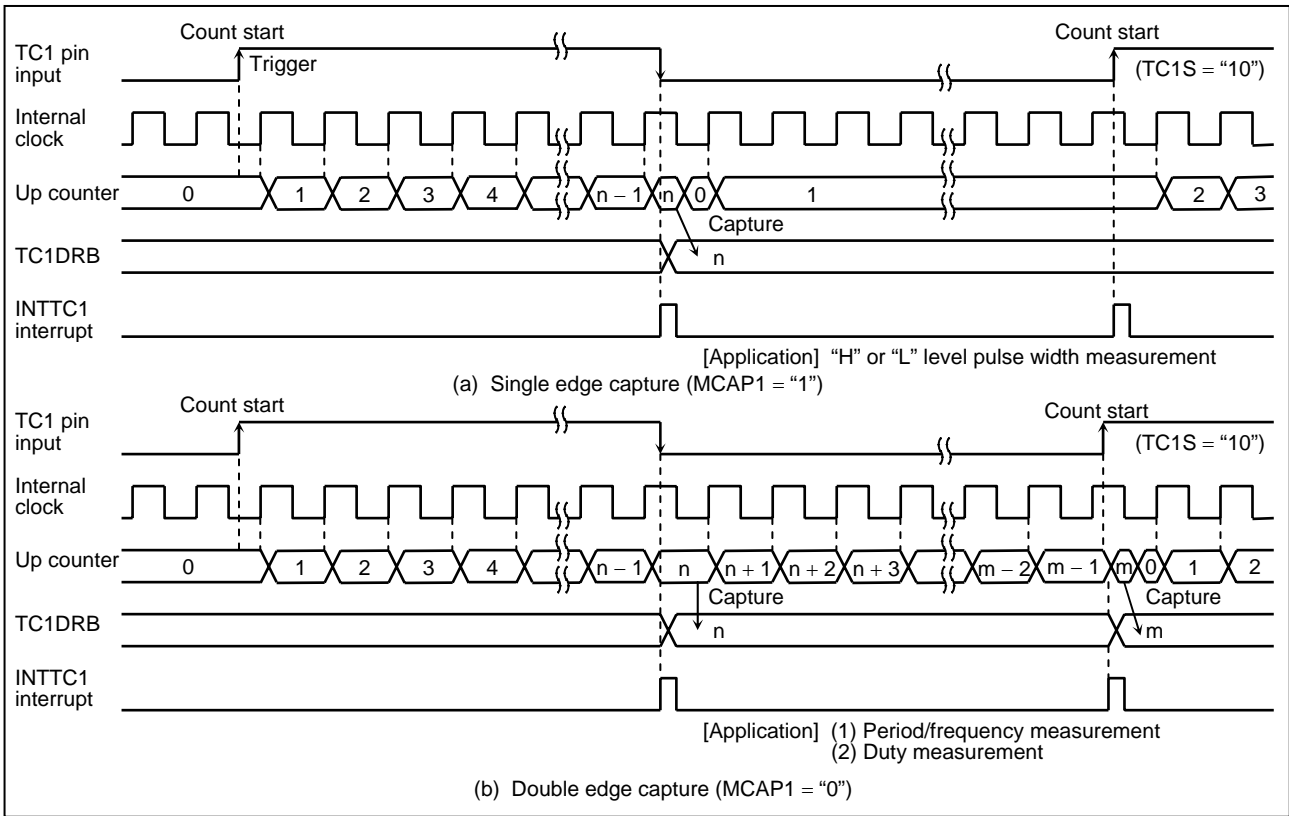 Count start
Count start
TC1 pin
input
Trigger
(TC1S = “10”)
Internal
clock
Up counter
0 1 2 3 4 n − 1 n 0 1 2 3
Capture
TC1DRB
n
INTTC1
interrupt
[Application] “H” or “L” level pulse width measurement
(a) Single edge capture (MCAP1 = “1”)
Count start
Count start
TC1 pin
input
(TC1S = “10”)
Internal
clock
Up counter
0 1 2 3 4 n − 1 n n + 1 n + 2 n + 3 m − 2 m − 1 m 0 1 2
Capture
Capture
TC1DRB
n
m
INTTC1
interrupt
[Application] (1) Period/frequency measurement
(2) Duty measurement
(b) Double edge capture (MCAP1 = “0”)